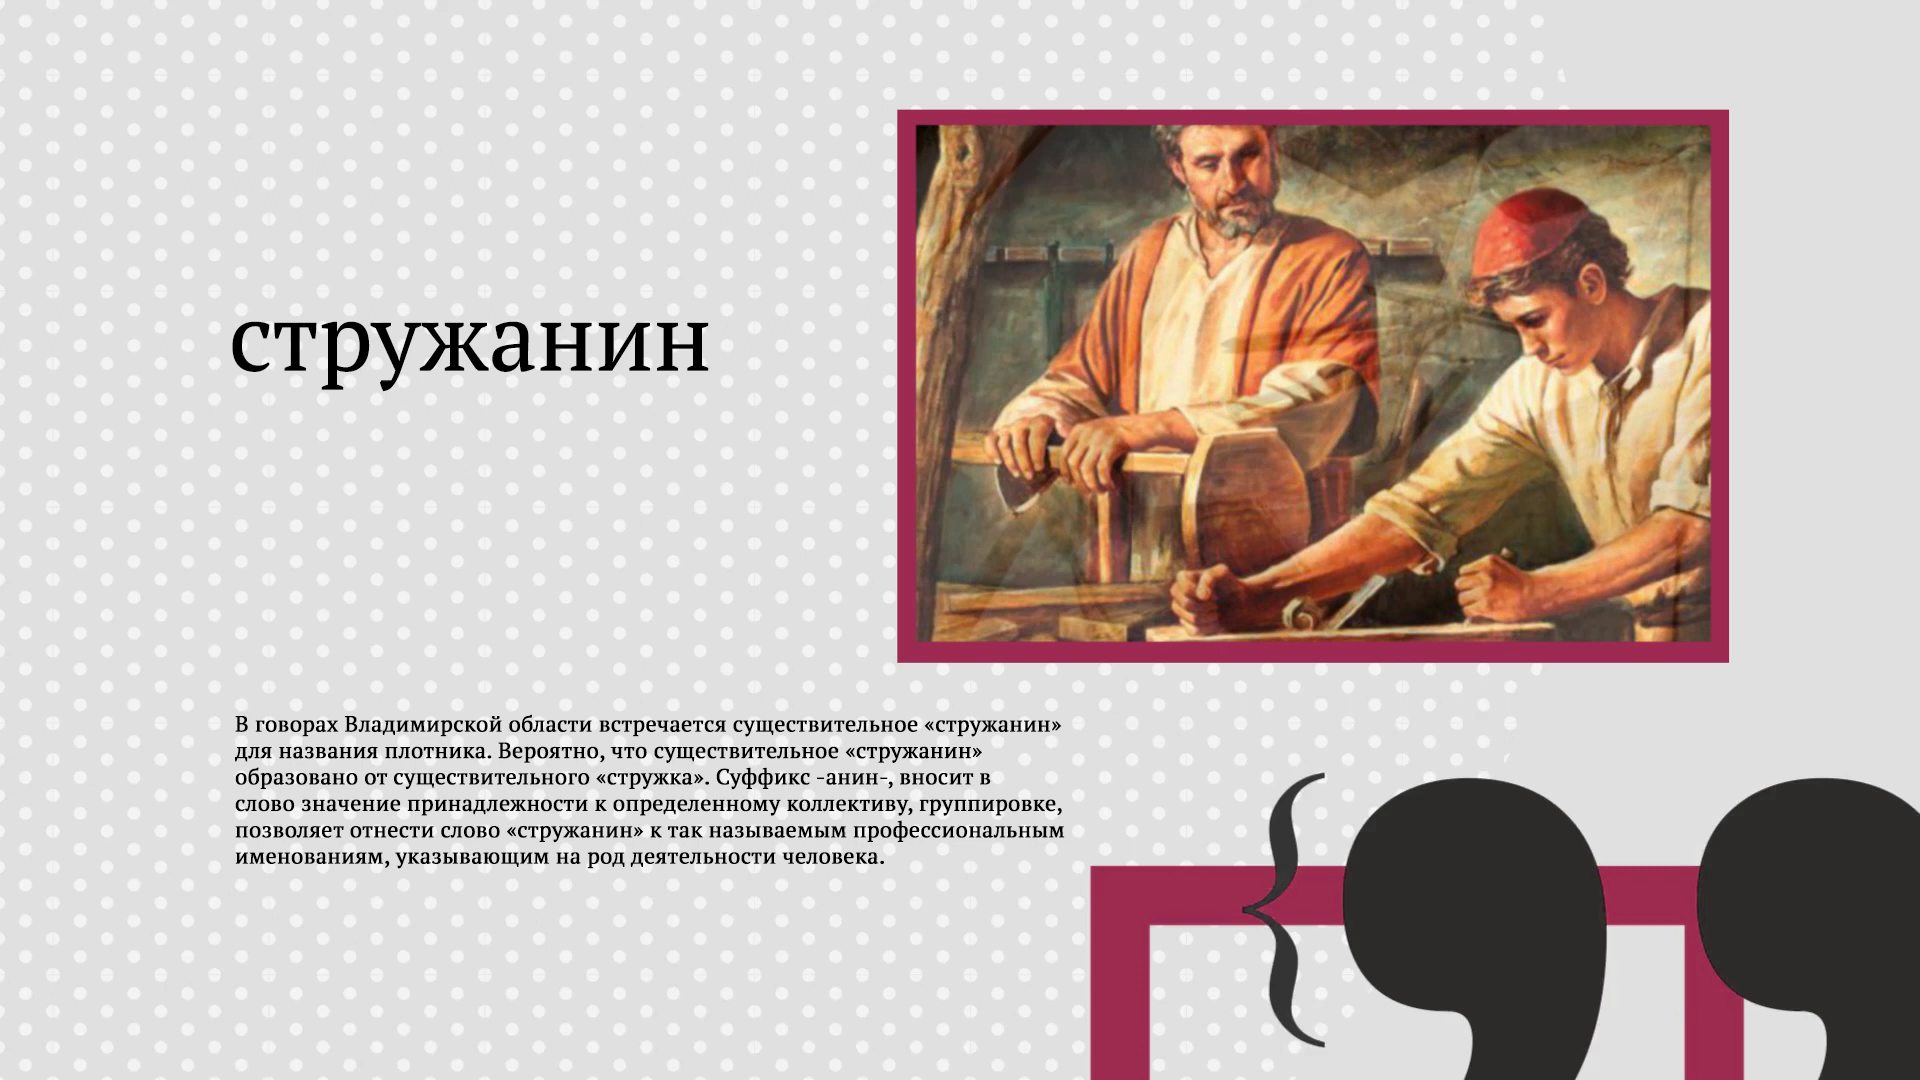 стружанин
В говорах Владимирской области встречается существительное «стружанин»
для названия плотника. Вероятно, что существительное «стружанин»
образовано от существительного «стружка». Суффикс -анин-, вносит в
слово значение принадлежности к определенному коллективу, группировке,
позволяет отнести слово «стружанин» к так называемым профессиональным
именованиям, указывающим на род деятельности человека.